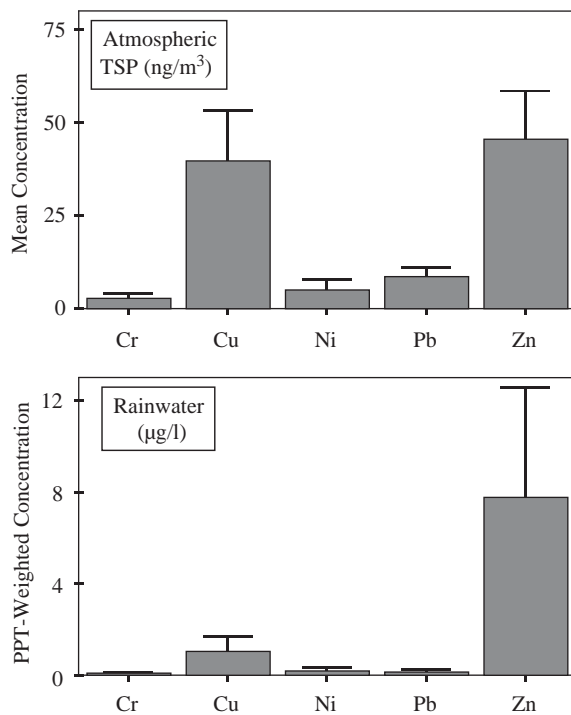 Atmospheric
TSP (ng/m³)
Mean Concentration
75
50
25
0
Cr Cu Ni Pb Zn
Rainwater
(µg/l)
PPT-Weighted Concentration
12
8
4
0
Cr Cu Ni Pb Zn